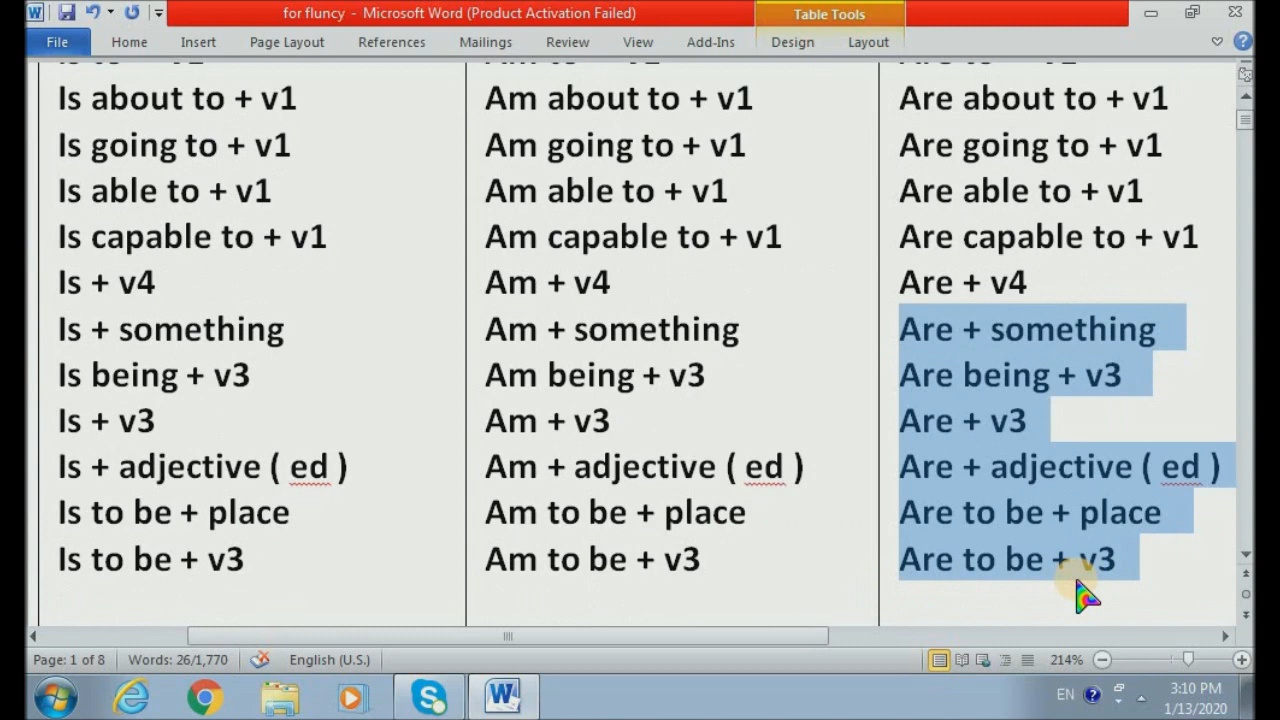 for fluncy - Microsoft Word (Product Activation Failed)
Table Tools
File Home Insert Page Layout References Mailings Review View Add-Ins Design Layout
Is about to + v1
Is going to + v1
Is able to + v1
Is capable to + v1
Is + v4
Is + something
Is being + v3
Is + v3
Is + adjective ( ed )
Is to be + place
Is to be + v3
Am about to + v1
Am going to + v1
Am able to + v1
Am capable to + v1
Am + v4
Am + something
Am being + v3
Am + v3
Am + adjective ( ed )
Am to be + place
Am to be + v3
Are about to + v1
Are going to + v1
Are able to + v1
Are capable to + v1
Are + v4
Are + something
Are being + v3
Are + v3
Are + adjective ( ed )
Are to be + place
Are to be + v3
Page: 1 of 8 Words: 26/1,770 English (U.S.) 214%
EN 3:10 PM
1/13/2020